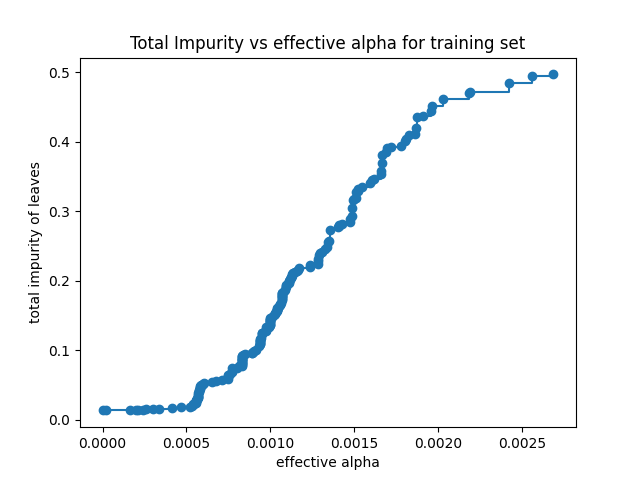 Total Impurity vs effective alpha for training set
total impurity of leaves
0.5
0.4
0.3
0.2
0.1
0.0
0.0000 0.0005 0.0010 0.0015 0.0020 0.0025
effective alpha